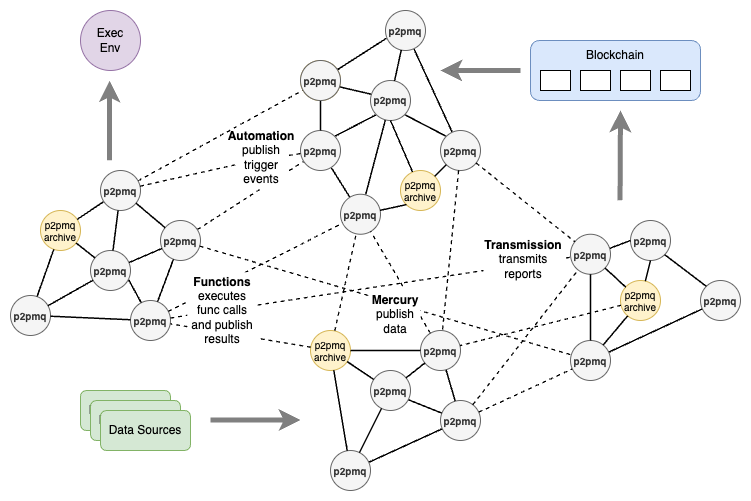 Exec
Env
p2pmq
Blockchain
p2pmq
p2pmq
Automation
publish
trigger
events
p2pmq
p2pmq
p2pmq
archive
p2pmq
p2pmq
p2pmq
archive
p2pmq
p2pmq
p2pmq
p2pmq
Functions
executes
func calls
and publish
results
Transmission
transmits
reports
p2pmq
p2pmq
p2pmq
archive
p2pmq
p2pmq
Mercury
publish
data
p2pmq
archive
p2pmq
p2pmq
p2pmq
p2pmq
Data Sources